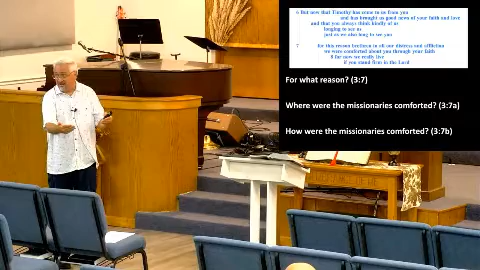 6 But now that Timothy has come to us from you
and has brought us good news of your faith and love
and that you always think kindly of us
longing to see us
just as we also long to see you
7 for this reason brethren in all our distress and affliction
we were comforted about you through your faith
8 for now we really live
if you stand firm in the Lord
For what reason? (3:7)
Where were the missionaries comforted? (3:7a)
How were the missionaries comforted? (3:7b)